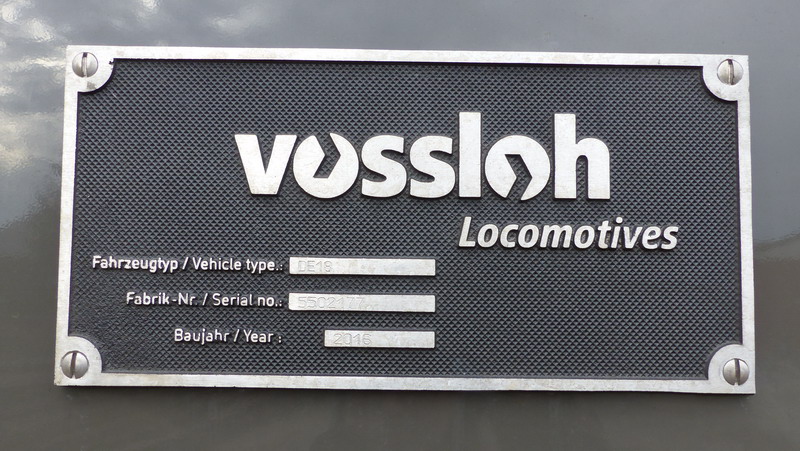 vossloh
Locomotives
Fahrzeugtyp / Vehicle type.: DE18
Fabrik-Nr. / Serial no.: 5502177
Baujahr / Year : 2016